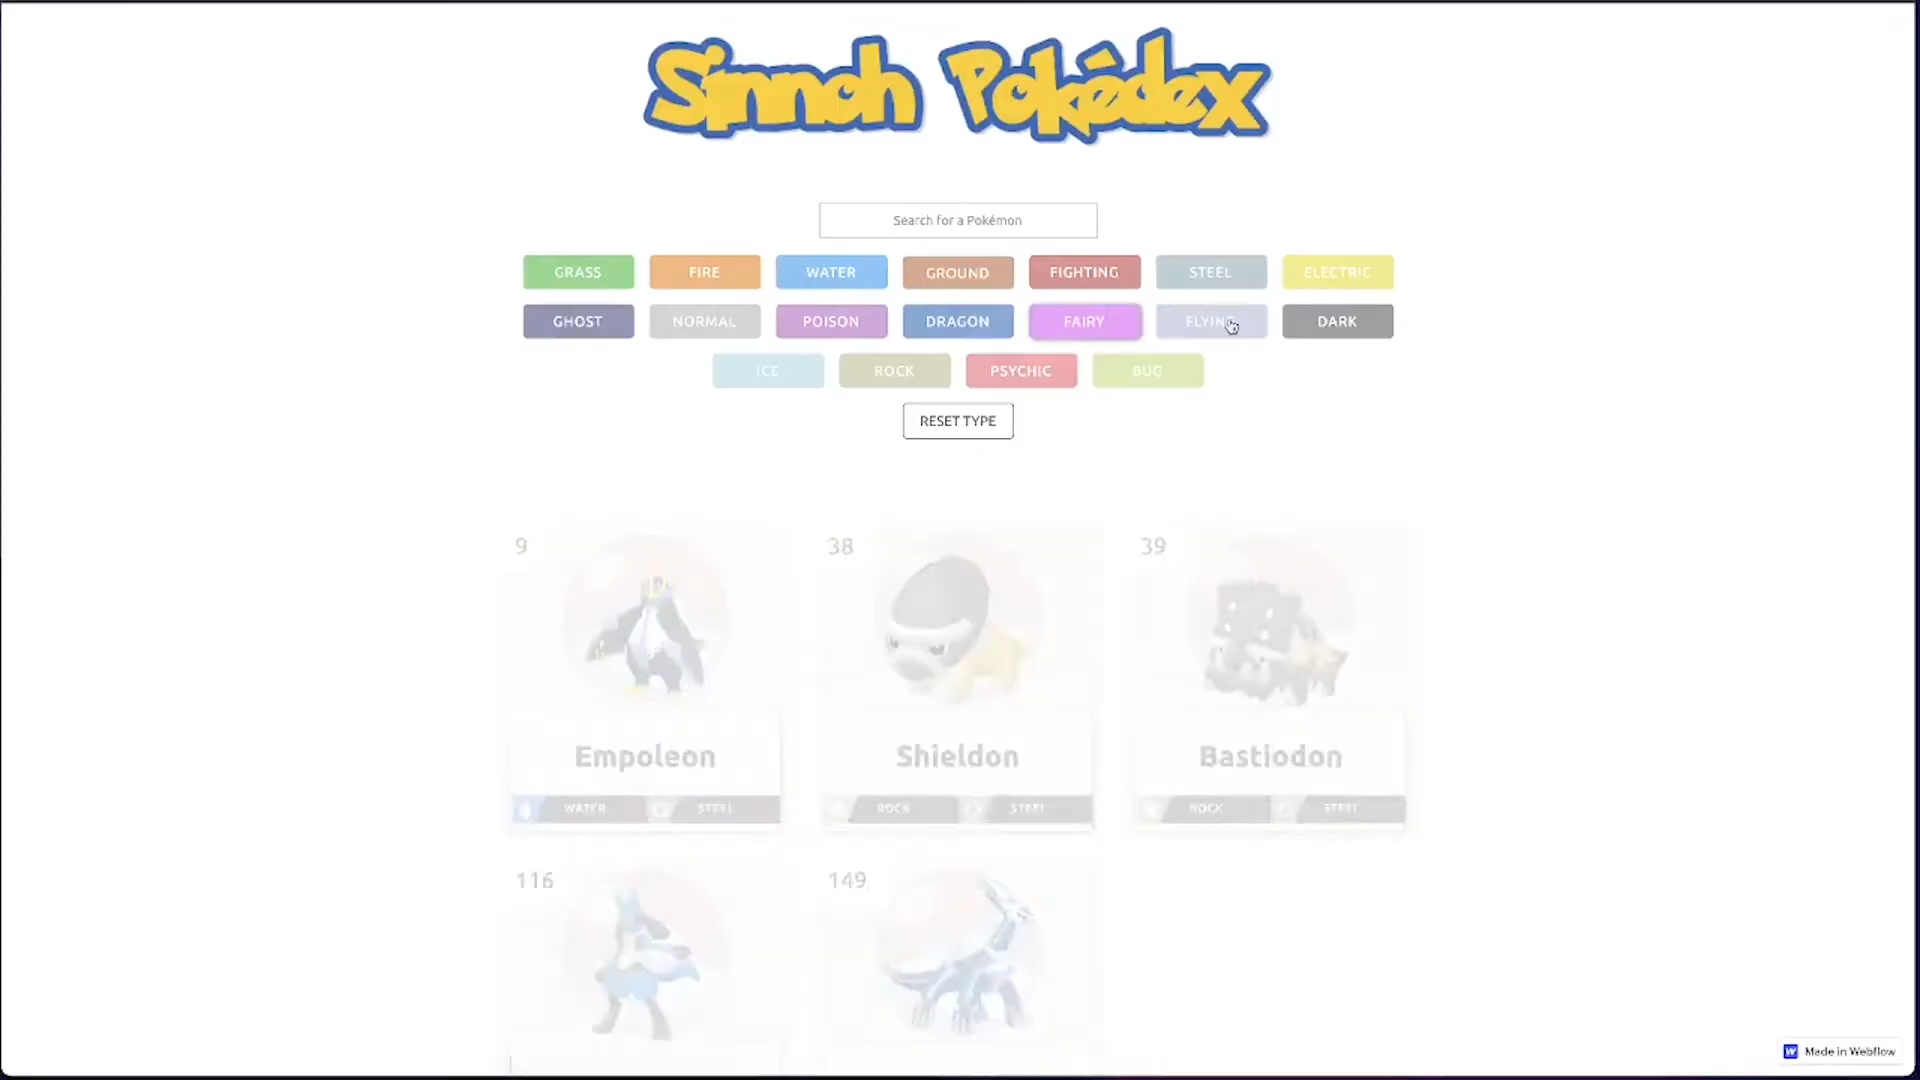 Sinnoh Pokédex
Search for a Pokémon
GRASS FIRE WATER GROUND FIGHTING STEEL ELECTRIC
GHOST NORMAL POISON DRAGON FAIRY FLYING DARK
ICE ROCK PSYCHIC BUG
RESET TYPE
9 38 39
Empoleon Shieldon Bastiodon
WATER STEEL ROCK STEEL ROCK STEEL
116 149
Made in Webflow